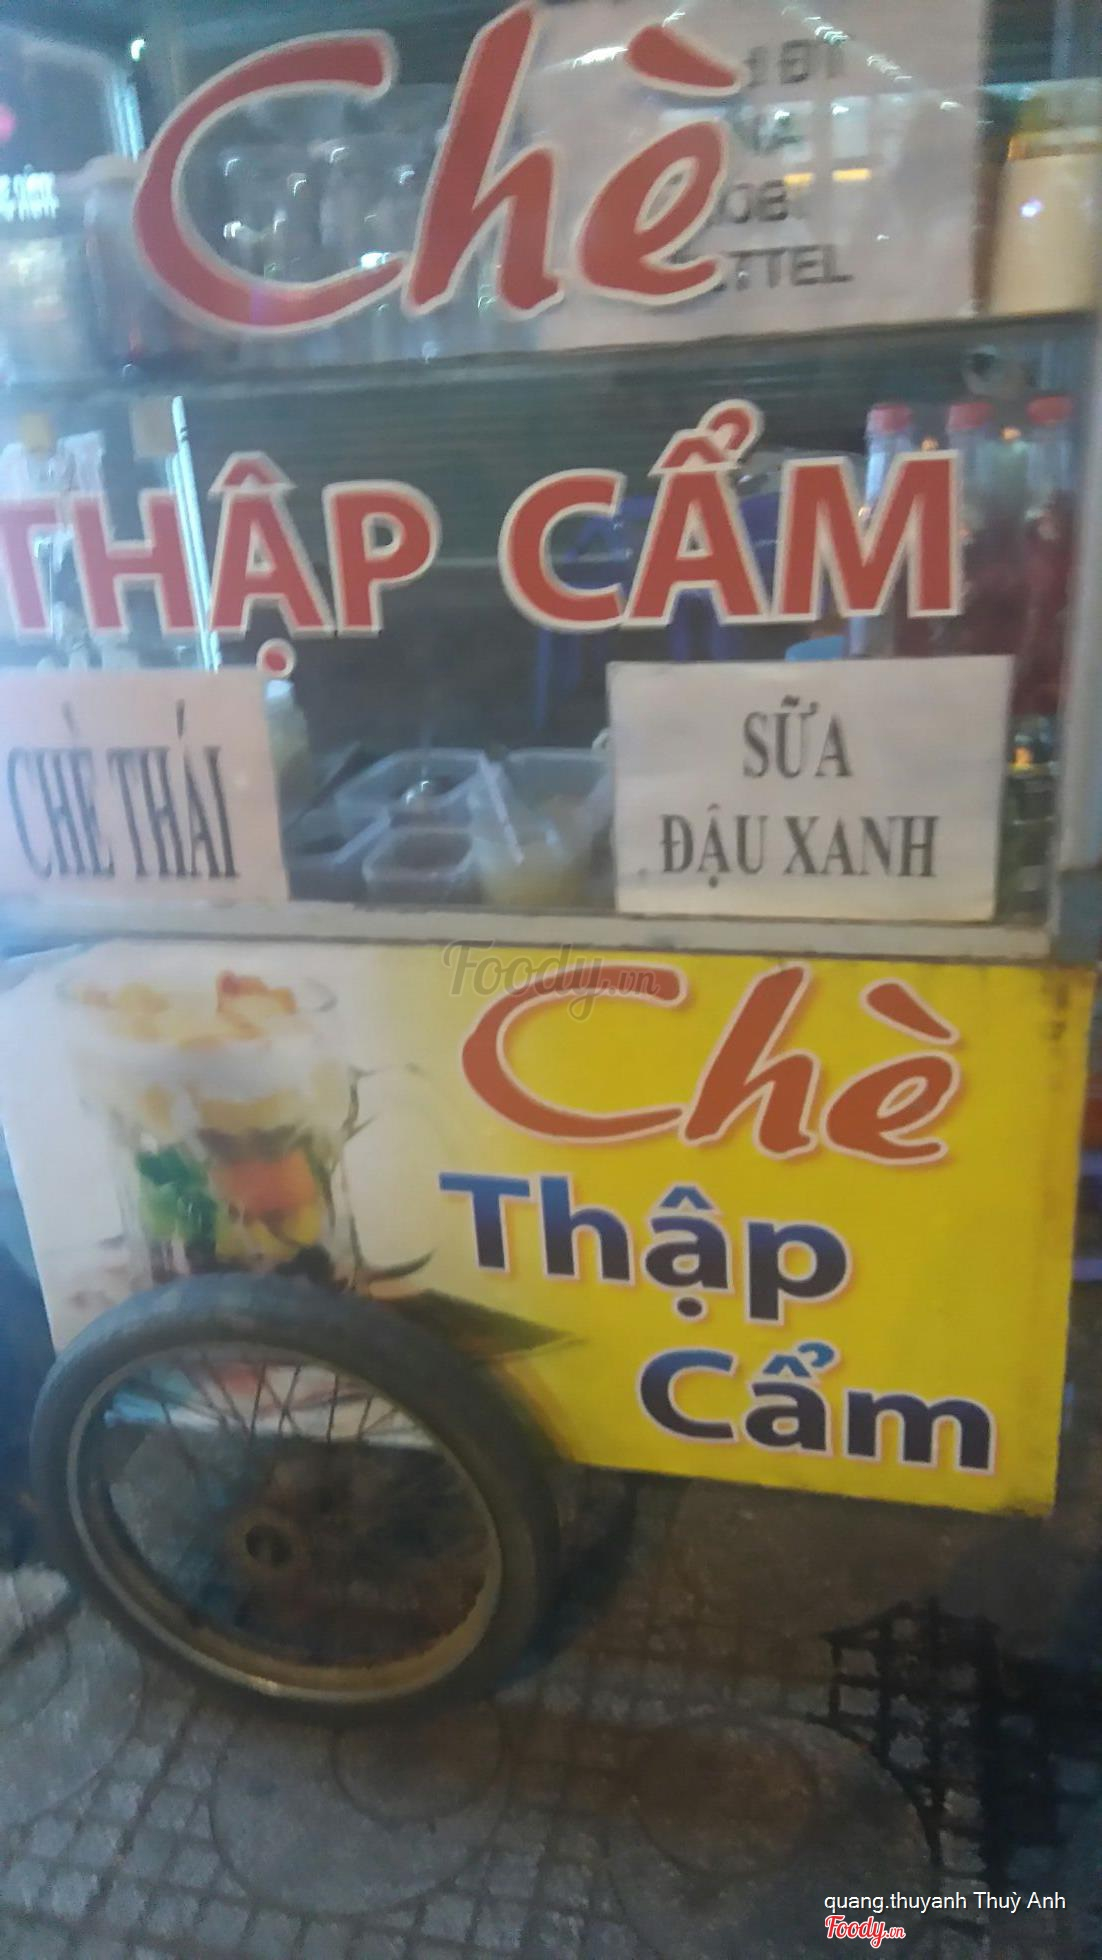 Chè
THẬP CẨM
CHÈ THÁI
SỮA
ĐẬU XANH
Foody.vn
Chè
Thập
Cẩm
quang.thuyanh Thuỳ Anh
Foody.vn